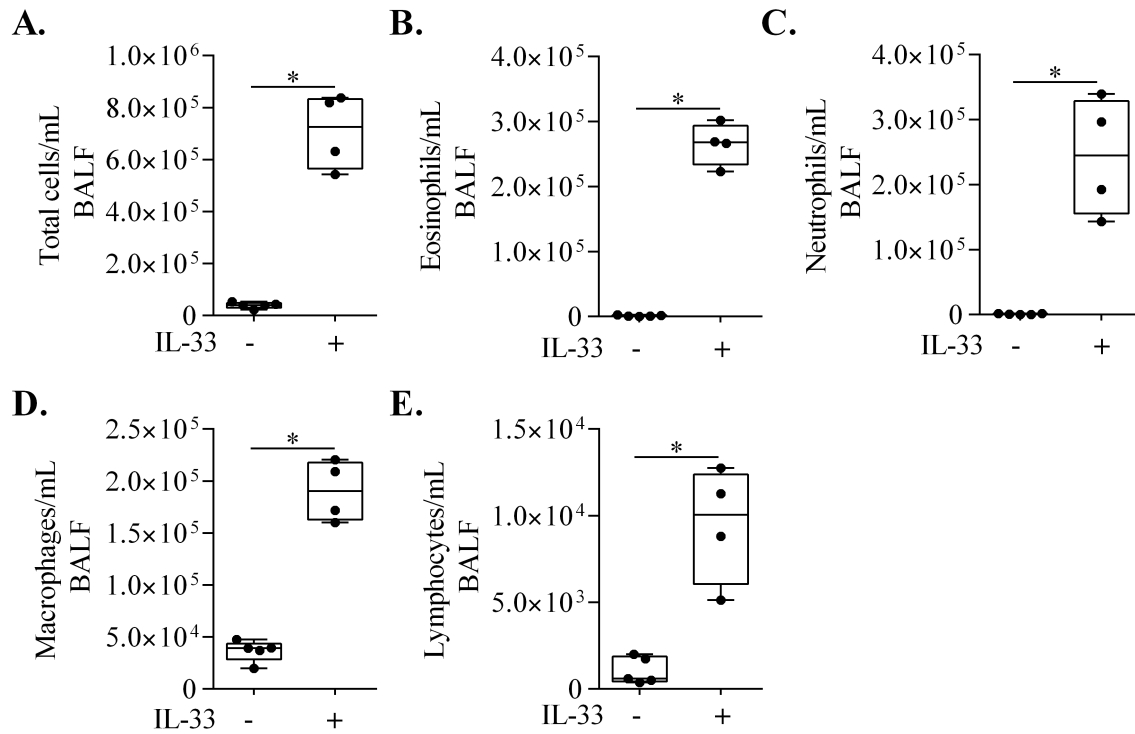 A.
1.0×10⁶
8.0×10⁵
6.0×10⁵
4.0×10⁵
2.0×10⁵
0
Total cells/mL
BALF
*
IL-33 - +
B.
4.0×10⁵
3.0×10⁵
2.0×10⁵
1.0×10⁵
0
Eosinophils/mL
BALF
*
IL-33 - +
C.
4.0×10⁵
3.0×10⁵
2.0×10⁵
1.0×10⁵
0
Neutrophils/mL
BALF
*
IL-33 - +
D.
2.5×10⁵
2.0×10⁵
1.5×10⁵
1.0×10⁵
5.0×10⁴
0
Macrophages/mL
BALF
*
IL-33 - +
E.
1.5×10⁴
1.0×10⁴
5.0×10³
0
Lymphocytes/mL
BALF
*
IL-33 - +